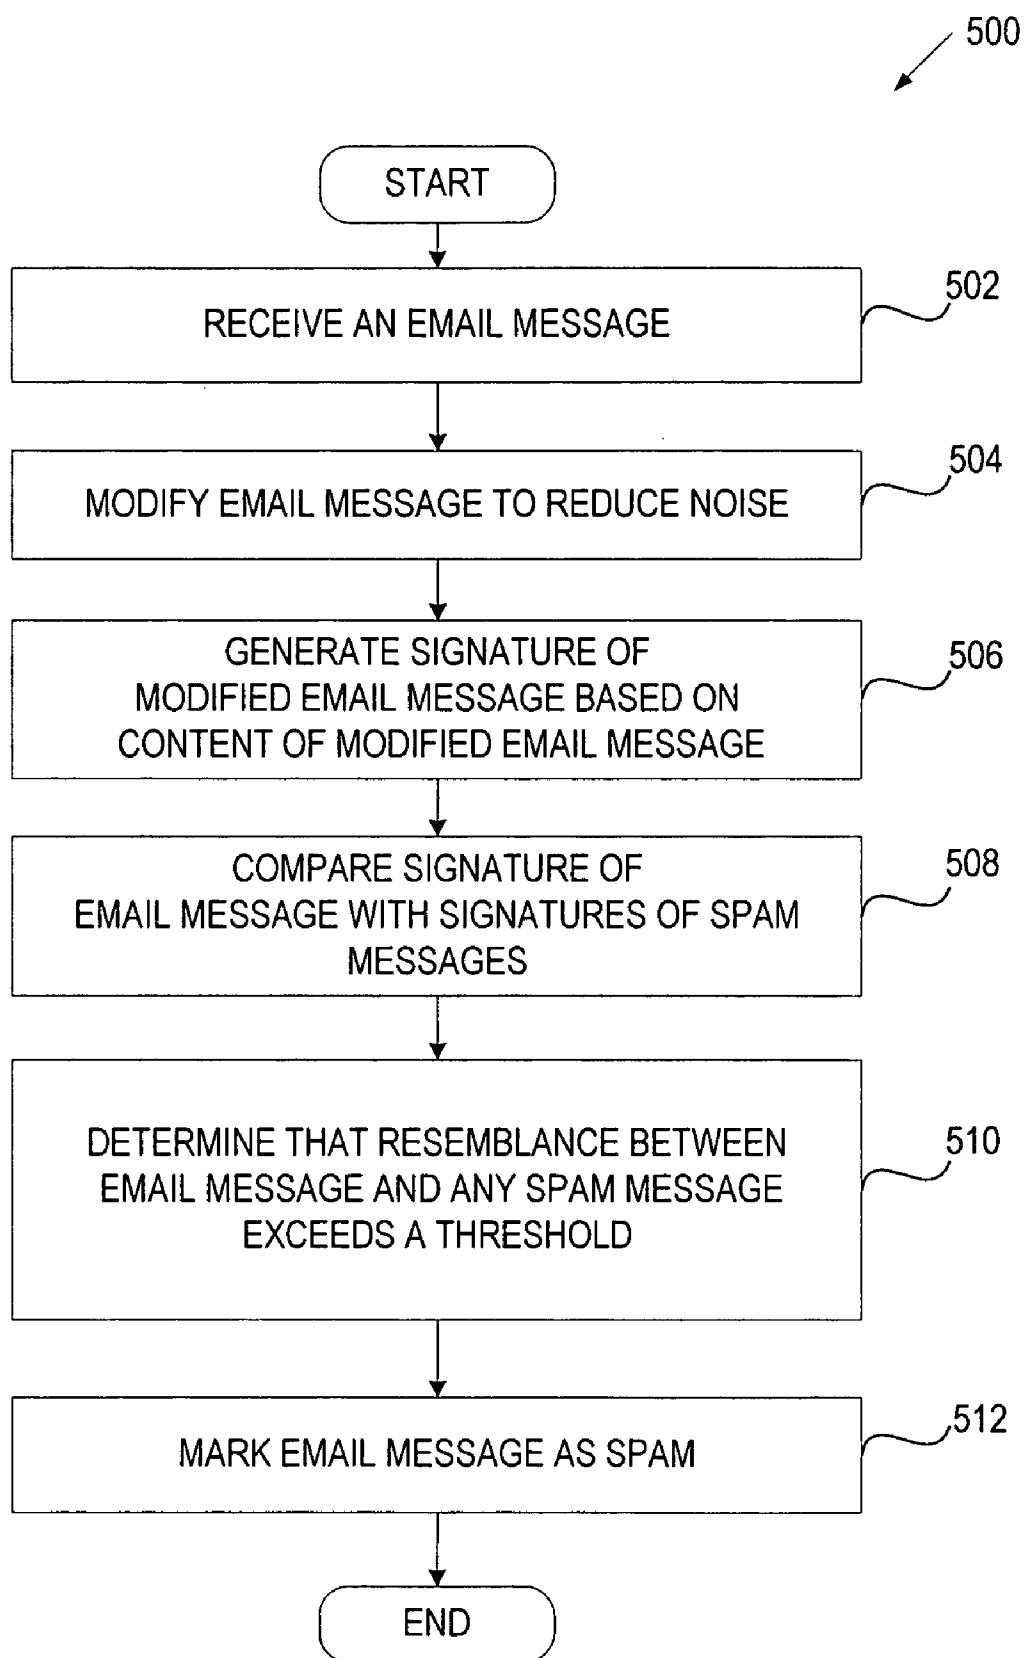 500
START
RECEIVE AN EMAIL MESSAGE
502
MODIFY EMAIL MESSAGE TO REDUCE NOISE
504
GENERATE SIGNATURE OF
MODIFIED EMAIL MESSAGE BASED ON
CONTENT OF MODIFIED EMAIL MESSAGE
506
COMPARE SIGNATURE OF
EMAIL MESSAGE WITH SIGNATURES OF SPAM
MESSAGES
508
DETERMINE THAT RESEMBLANCE BETWEEN
EMAIL MESSAGE AND ANY SPAM MESSAGE
EXCEEDS A THRESHOLD
510
MARK EMAIL MESSAGE AS SPAM
512
END